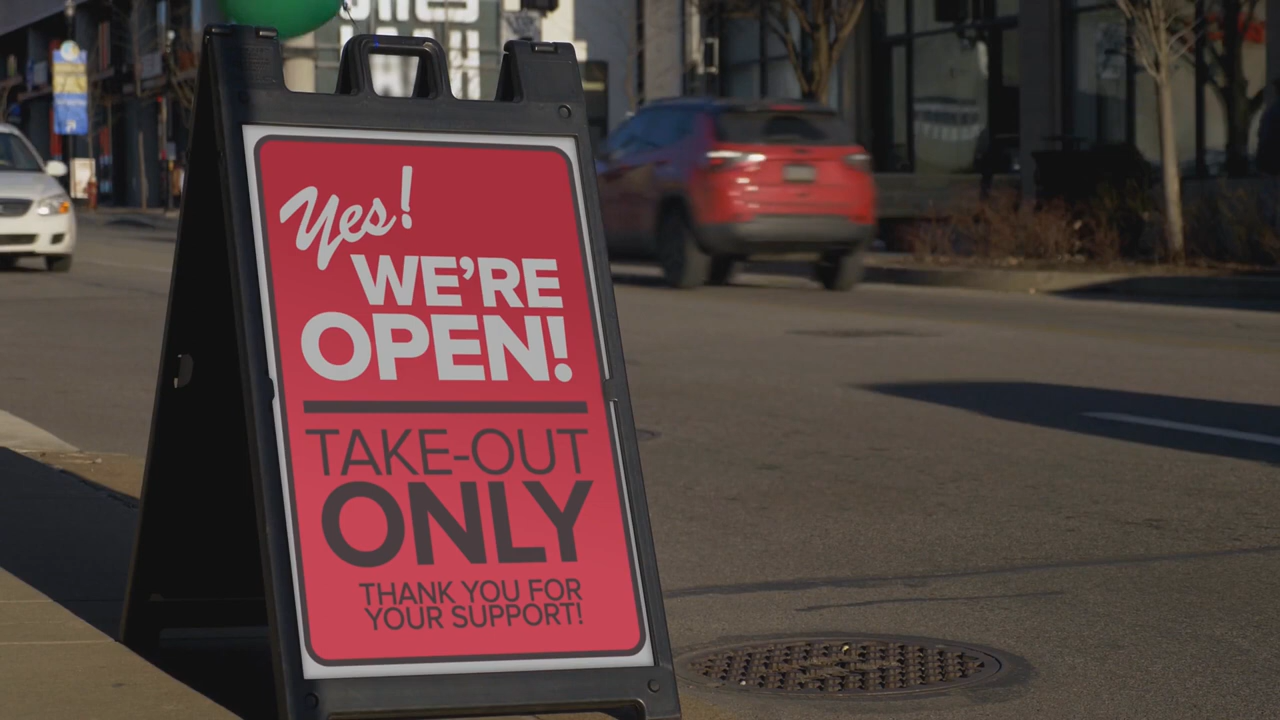 Yes!
WE'RE
OPEN!
TAKE-OUT
ONLY
THANK YOU FOR
YOUR SUPPORT!